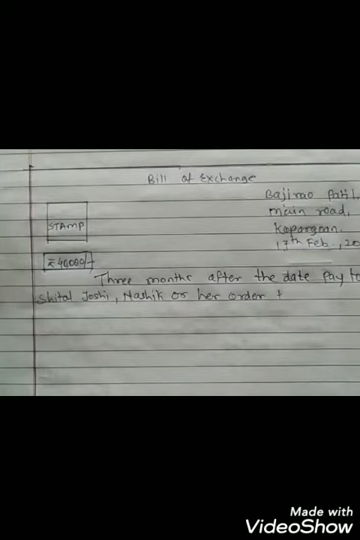 Bill of Exchange
Bajirao Patil
main road,
Kopargaon.
13th Feb, 20
STAMP
₹40000/-
Three months after the date pay to
Shital Joshi, Nashik or her order
Made with
VideoShow